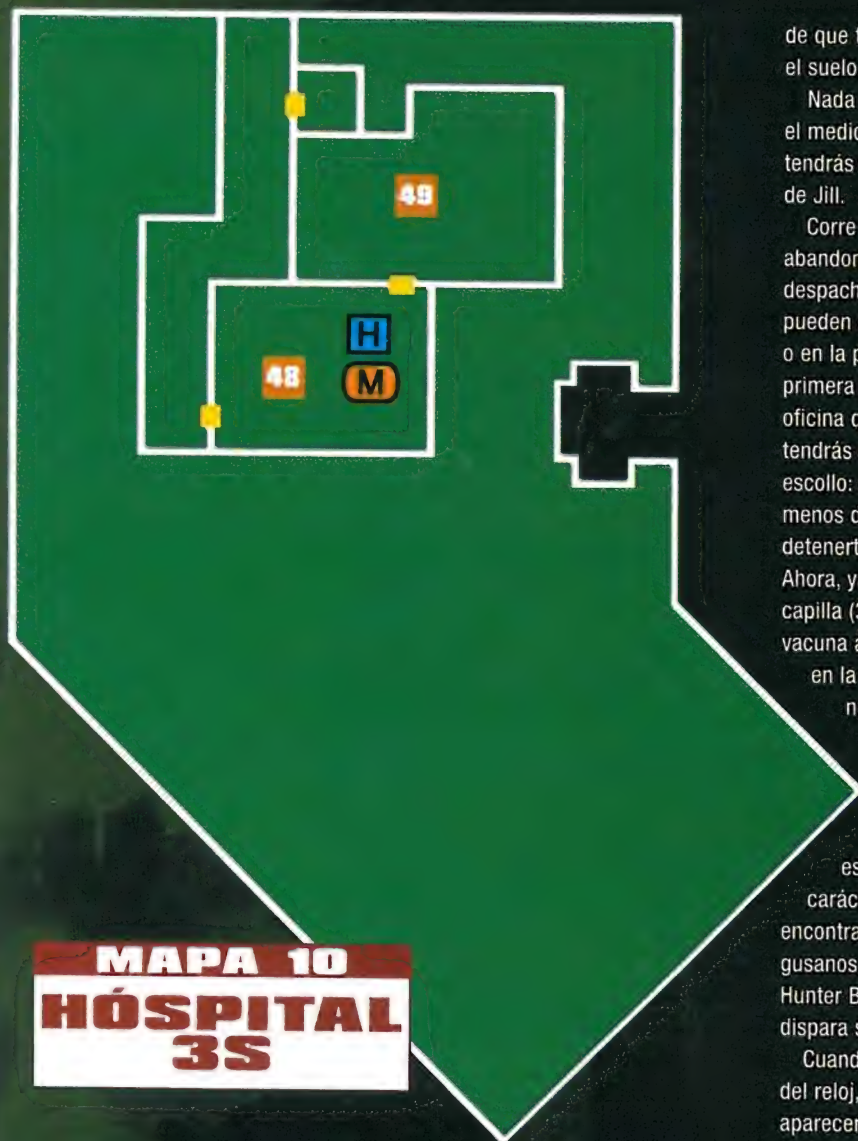 49
H
48
M
MAPA 10
HÓSPITAL
3S
de que
el suelo
Nada
el medic
tendrás
de Jill.
Corre
abandon
despach
pueden
o en la p
primera
oficina d
tendrás
escollo:
menos d
detenert
Ahora, y
capilla (
vacuna a
en la
n
es
carác
encontra
gusanos
Hunter B
dispara s
Cuand
del reloj,
aparecer